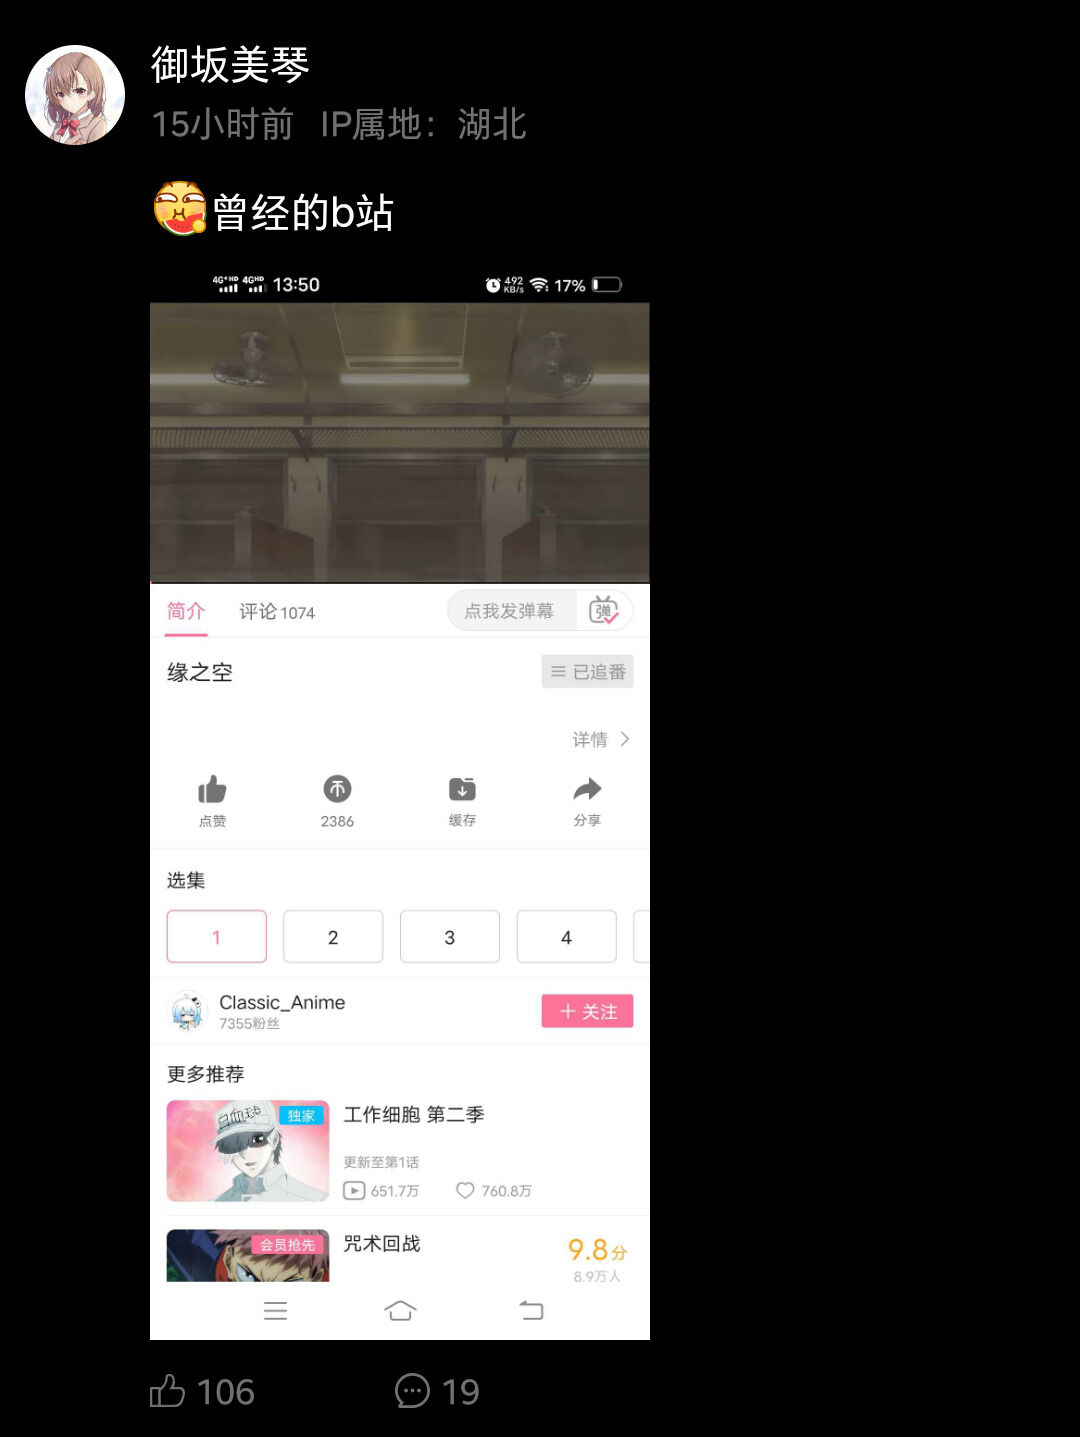 御坂美琴
15小时前 IP属地：湖北
曾经的b站
4G+HD 4GHD 13:50 492 KB/s 17%
简介 评论 1074 点我发弹幕 弹
缘之空 已追番
详情
点赞 2386 缓存 分享
选集
1 2 3 4
Classic_Anime
7355粉丝
关注
更多推荐
白血球 独家
工作细胞 第二季
更新至第1话
651.7万 760.8万
会员抢先
咒术回战
9.8分
8.9万人
106 19